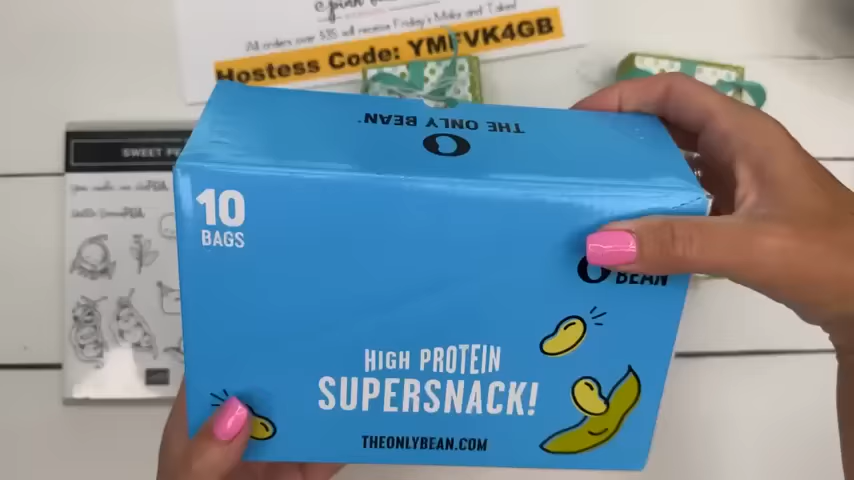 All orders over $35 will receive Friday's Make and Take!
Hostess Code: YMFVK4GB
THE ONLY BEAN.
SWEET PE
10
BAGS
BEAN
HIGH PROTEIN
SUPERSNACK!
THEONLYBEAN.COM